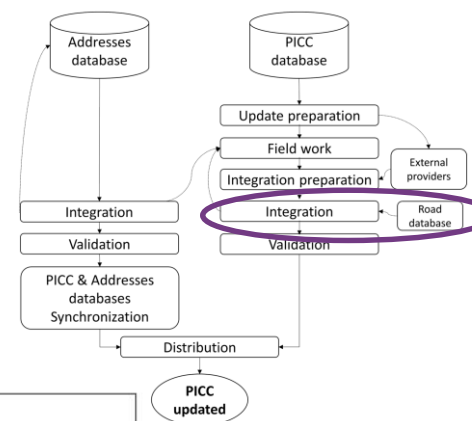 Addresses
database
PICC
database
Update preparation
Field work
External
providers
Integration preparation
Integration
Integration
Road
database
Validation
Validation
PICC & Addresses
databases
Synchronization
Distribution
PICC
updated